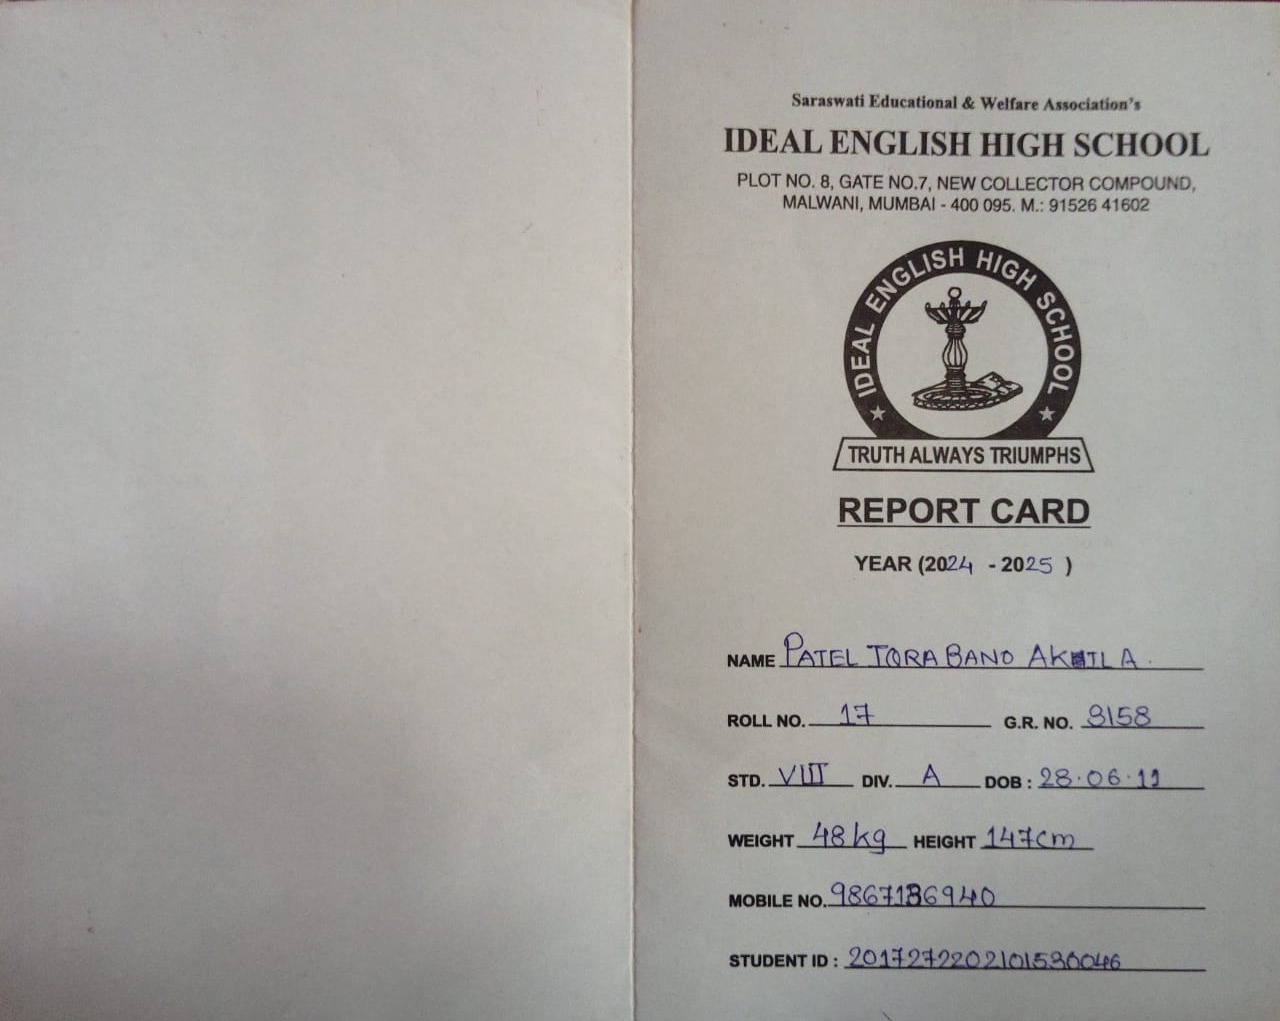 Saraswati Educational & Welfare Association's
IDEAL ENGLISH HIGH SCHOOL
PLOT NO. 8, GATE NO.7, NEW COLLECTOR COMPOUND,
MALWANI, MUMBAI - 400 095. M.: 91526 41602
IDEAL ENGLISH HIGH SCHOOL
TRUTH ALWAYS TRIUMPHS
REPORT CARD
YEAR (2024 - 2025 )
NAME PATEL TORA BANO
ROLL NO. 17 G.R. NO. 9158
STD. VIII DIV. A DOB : 28.06.11
WEIGHT 48 kg HEIGHT 147cm
MOBILE NO. 9867136940
STUDENT ID : 2017272202101530046